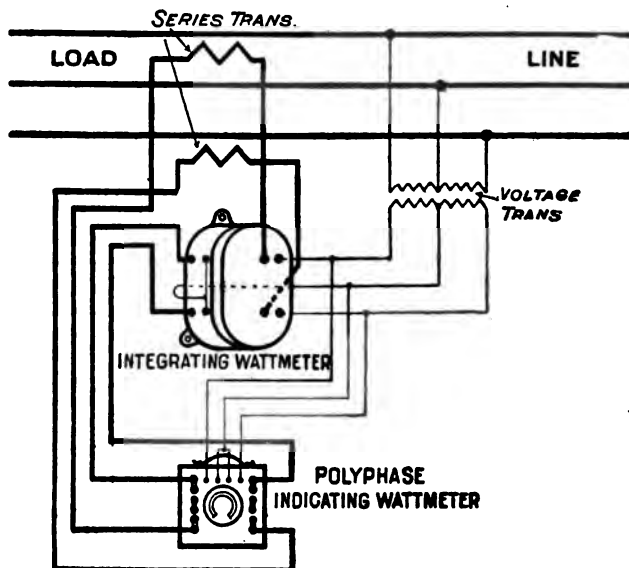 SERIES TRANS.
LOAD
LINE
VOLTAGE
TRANS
INTEGRATING WATTMETER
POLYPHASE
INDICATING WATTMETER